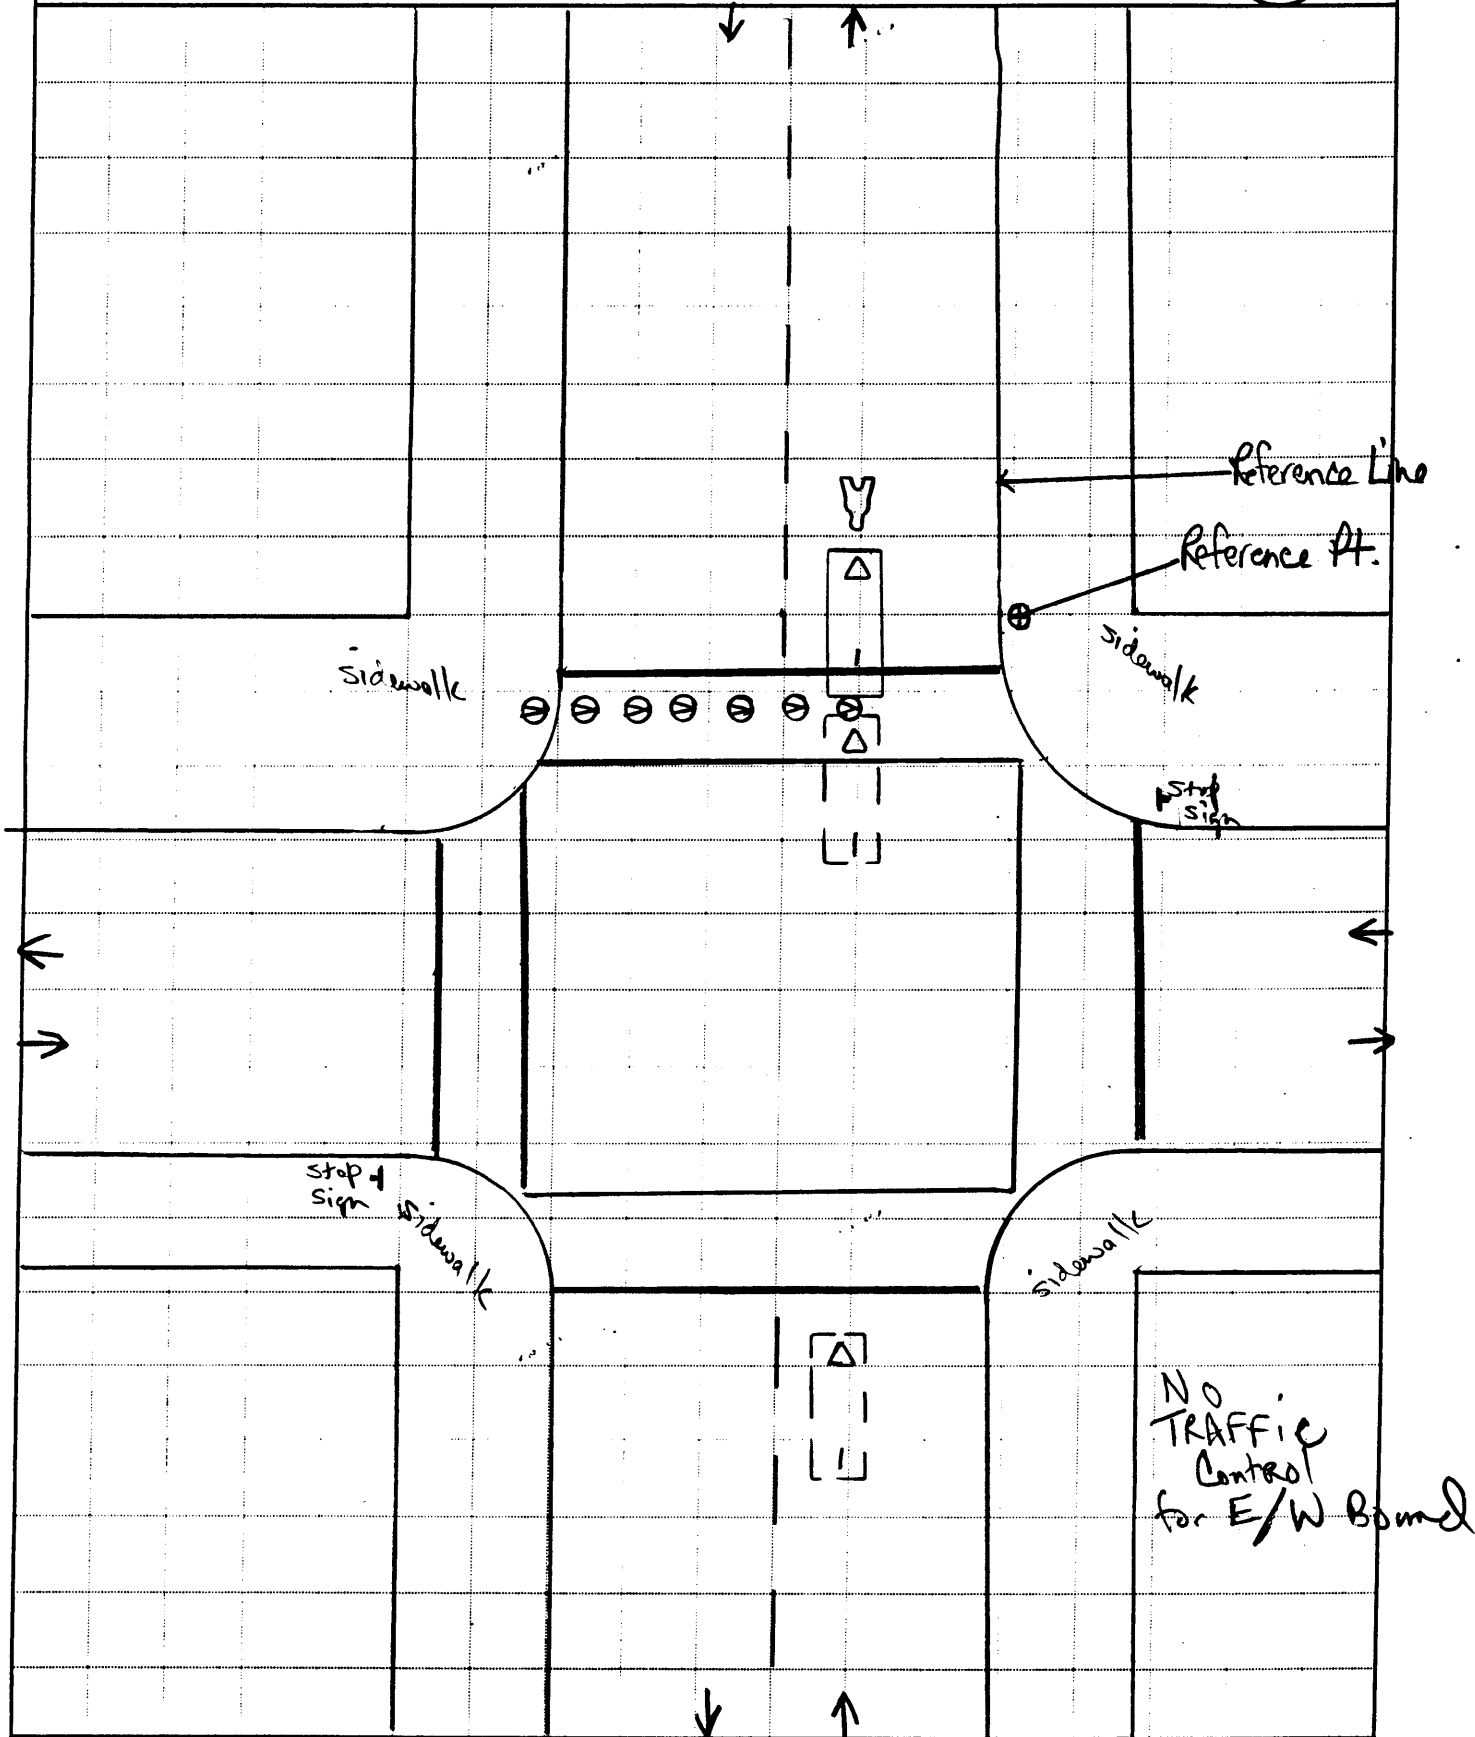 Reference Line
Reference Pt.
sidewalk
sidewalk
stop
sign
stop
sign
sidewalk
sidewalk
NO
TRAFFic
Control
for E/W Bound